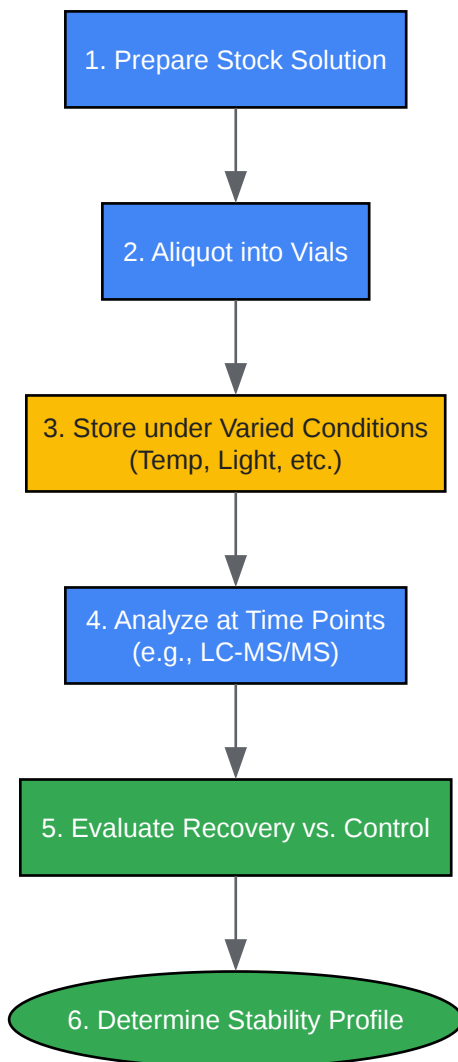 1. Prepare Stock Solution
2. Aliquot into Vials
3. Store under Varied Conditions
(Temp, Light, etc.)
4. Analyze at Time Points
(e.g., LC-MS/MS)
5. Evaluate Recovery vs. Control
6. Determine Stability Profile